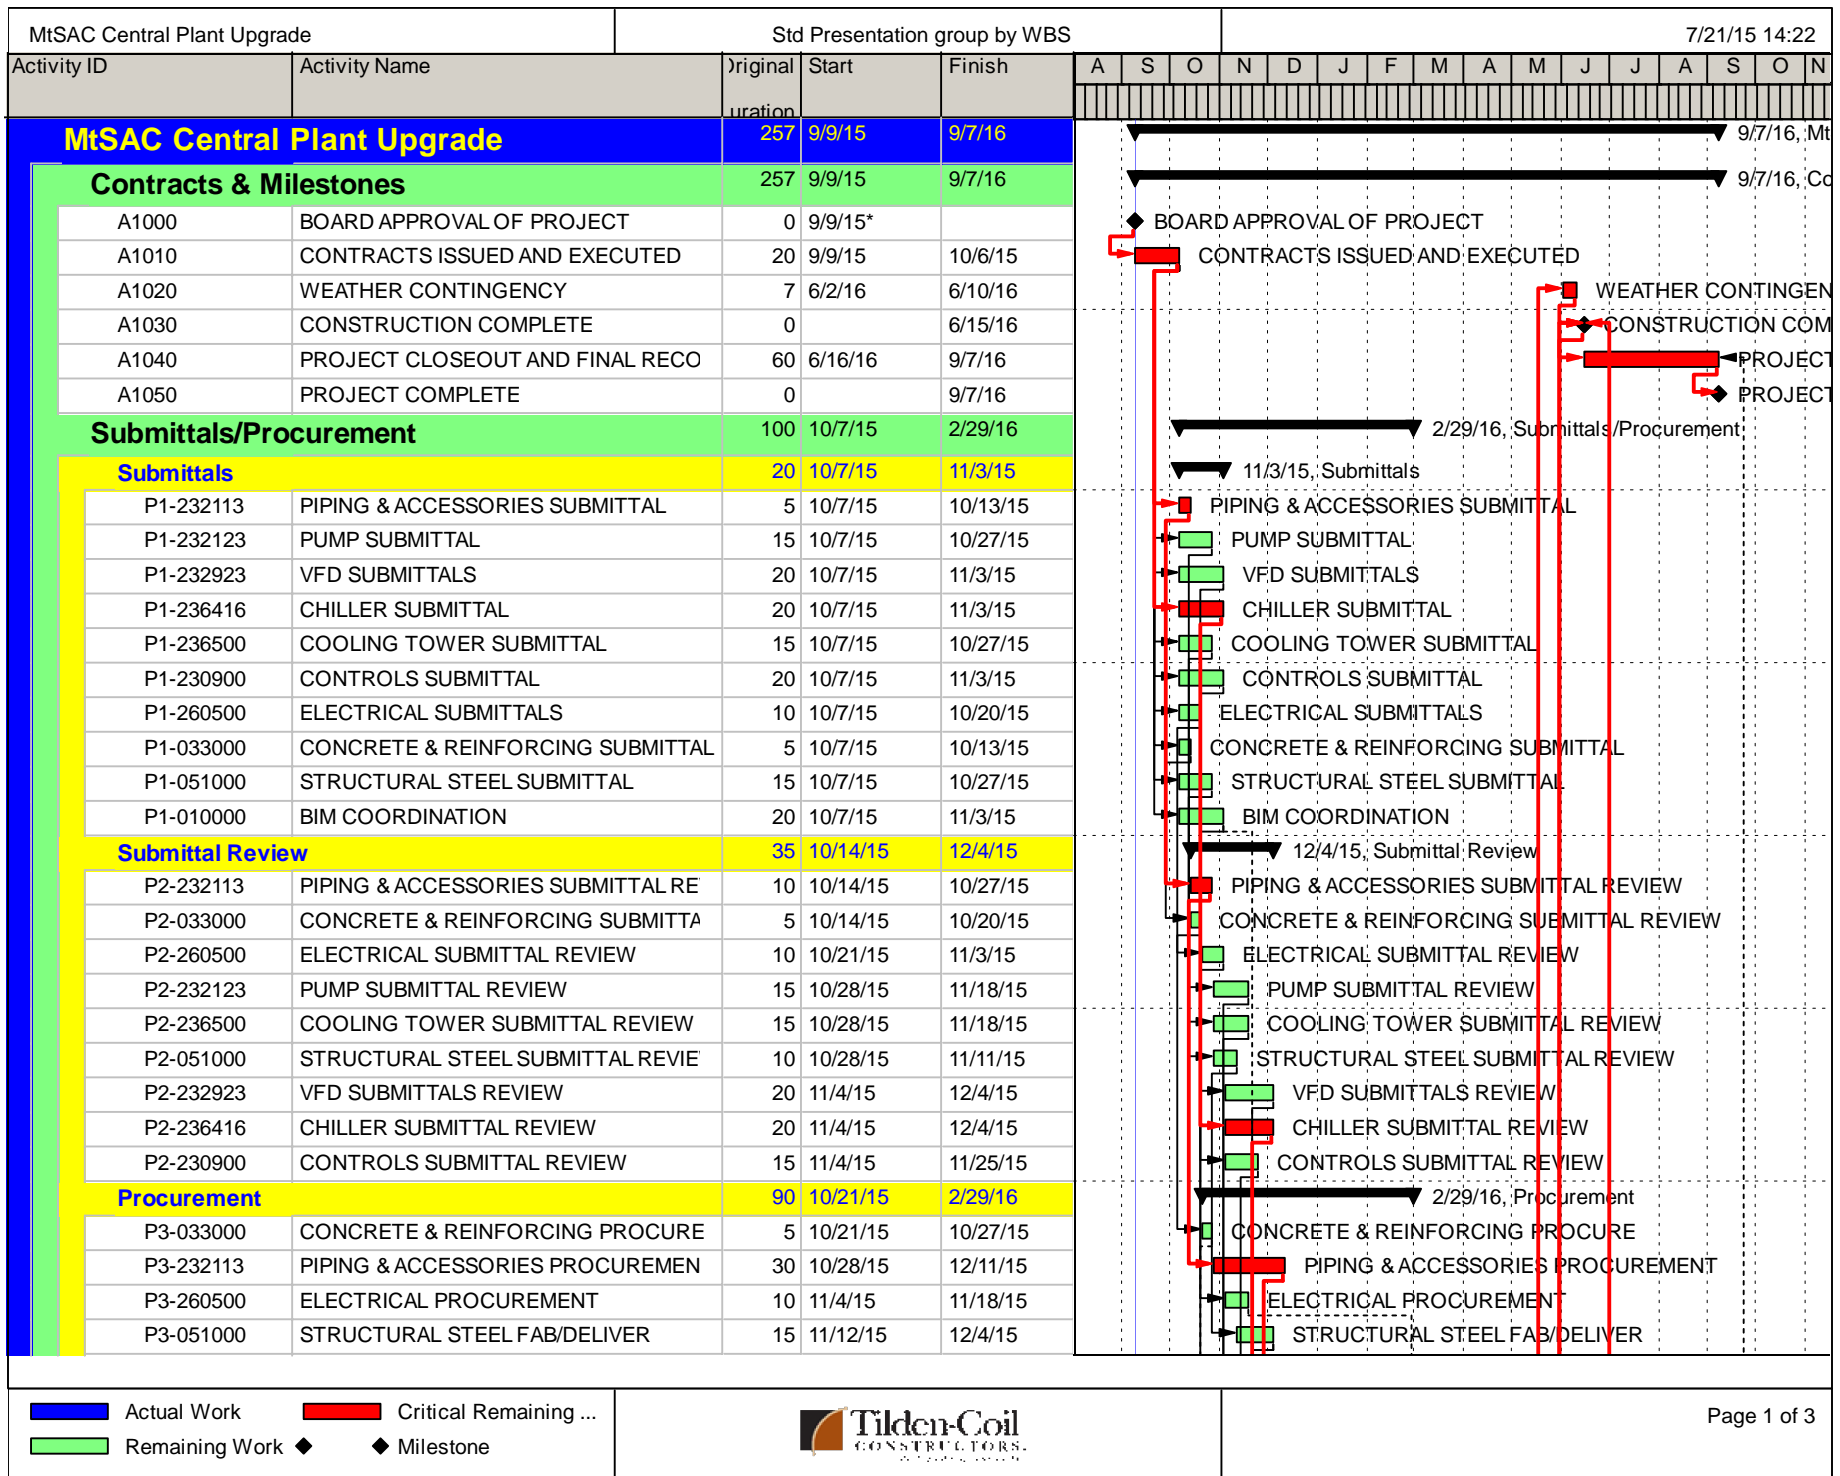 MtSAC Central Plant Upgrade Std Presentation group by WBS 7/21/15 14:22
Activity ID Activity Name Original Start Finish A S O N D J F M A M J J A S O N
uration
MtSAC Central Plant Upgrade 257 9/9/15 9/7/16 9/7/16, Mt
Contracts & Milestones 257 9/9/15 9/7/16 9/7/16, Co
A1000 BOARD APPROVAL OF PROJECT 0 9/9/15* BOARD APPROVAL OF PROJECT
A1010 CONTRACTS ISSUED AND EXECUTED 20 9/9/15 10/6/15 CONTRACTS ISSUED AND EXECUTED
A1020 WEATHER CONTINGENCY 7 6/2/16 6/10/16 WEATHER CONTINGEN
A1030 CONSTRUCTION COMPLETE 0 6/15/16 CONSTRUCTION COM
A1040 PROJECT CLOSEOUT AND FINAL RECO 60 6/16/16 9/7/16 PROJECT
A1050 PROJECT COMPLETE 0 9/7/16 PROJECT
Submittals/Procurement 100 10/7/15 2/29/16 2/29/16, Submittals/Procurement
Submittals 20 10/7/15 11/3/15 11/3/15, Submittals
P1-232113 PIPING & ACCESSORIES SUBMITTAL 5 10/7/15 10/13/15 PIPING & ACCESSORIES SUBMITTAL
P1-232123 PUMP SUBMITTAL 15 10/7/15 10/27/15 PUMP SUBMITTAL
P1-232923 VFD SUBMITTALS 20 10/7/15 11/3/15 VFD SUBMITTALS
P1-236416 CHILLER SUBMITTAL 20 10/7/15 11/3/15 CHILLER SUBMITTAL
P1-236500 COOLING TOWER SUBMITTAL 15 10/7/15 10/27/15 COOLING TOWER SUBMITTAL
P1-230900 CONTROLS SUBMITTAL 20 10/7/15 11/3/15 CONTROLS SUBMITTAL
P1-260500 ELECTRICAL SUBMITTALS 10 10/7/15 10/20/15 ELECTRICAL SUBMITTALS
P1-033000 CONCRETE & REINFORCING SUBMITTAL 5 10/7/15 10/13/15 CONCRETE & REINFORCING SUBMITTAL
P1-051000 STRUCTURAL STEEL SUBMITTAL 15 10/7/15 10/27/15 STRUCTURAL STEEL SUBMITTAL
P1-010000 BIM COORDINATION 20 10/7/15 11/3/15 BIM COORDINATION
Submittal Review 35 10/14/15 12/4/15 12/4/15, Submittal Review
P2-232113 PIPING & ACCESSORIES SUBMITTAL RE 10 10/14/15 10/27/15 PIPING & ACCESSORIES SUBMITTAL REVIEW
P2-033000 CONCRETE & REINFORCING SUBMITTA 5 10/14/15 10/20/15 CONCRETE & REINFORCING SUBMITTAL REVIEW
P2-260500 ELECTRICAL SUBMITTAL REVIEW 10 10/21/15 11/3/15 ELECTRICAL SUBMITTAL REVIEW
P2-232123 PUMP SUBMITTAL REVIEW 15 10/28/15 11/18/15 PUMP SUBMITTAL REVIEW
P2-236500 COOLING TOWER SUBMITTAL REVIEW 15 10/28/15 11/18/15 COOLING TOWER SUBMITTAL REVIEW
P2-051000 STRUCTURAL STEEL SUBMITTAL REVIE 10 10/28/15 11/11/15 STRUCTURAL STEEL SUBMITTAL REVIEW
P2-232923 VFD SUBMITTALS REVIEW 20 11/4/15 12/4/15 VFD SUBMITTALS REVIEW
P2-236416 CHILLER SUBMITTAL REVIEW 20 11/4/15 12/4/15 CHILLER SUBMITTAL REVIEW
P2-230900 CONTROLS SUBMITTAL REVIEW 15 11/4/15 11/25/15 CONTROLS SUBMITTAL REVIEW
Procurement 90 10/21/15 2/29/16 2/29/16, Procurement
P3-033000 CONCRETE & REINFORCING PROCURE 5 10/21/15 10/27/15 CONCRETE & REINFORCING PROCURE
P3-232113 PIPING & ACCESSORIES PROCUREMEN 30 10/28/15 12/11/15 PIPING & ACCESSORIES PROCUREMENT
P3-260500 ELECTRICAL PROCUREMENT 10 11/4/15 11/18/15 ELECTRICAL PROCUREMENT
P3-051000 STRUCTURAL STEEL FAB/DELIVER 15 11/12/15 12/4/15 STRUCTURAL STEEL FAB/DELIVER
Actual Work Critical Remaining ... Tilden-Coil Page 1 of 3
Remaining Work Milestone CONSTRUCTORS.